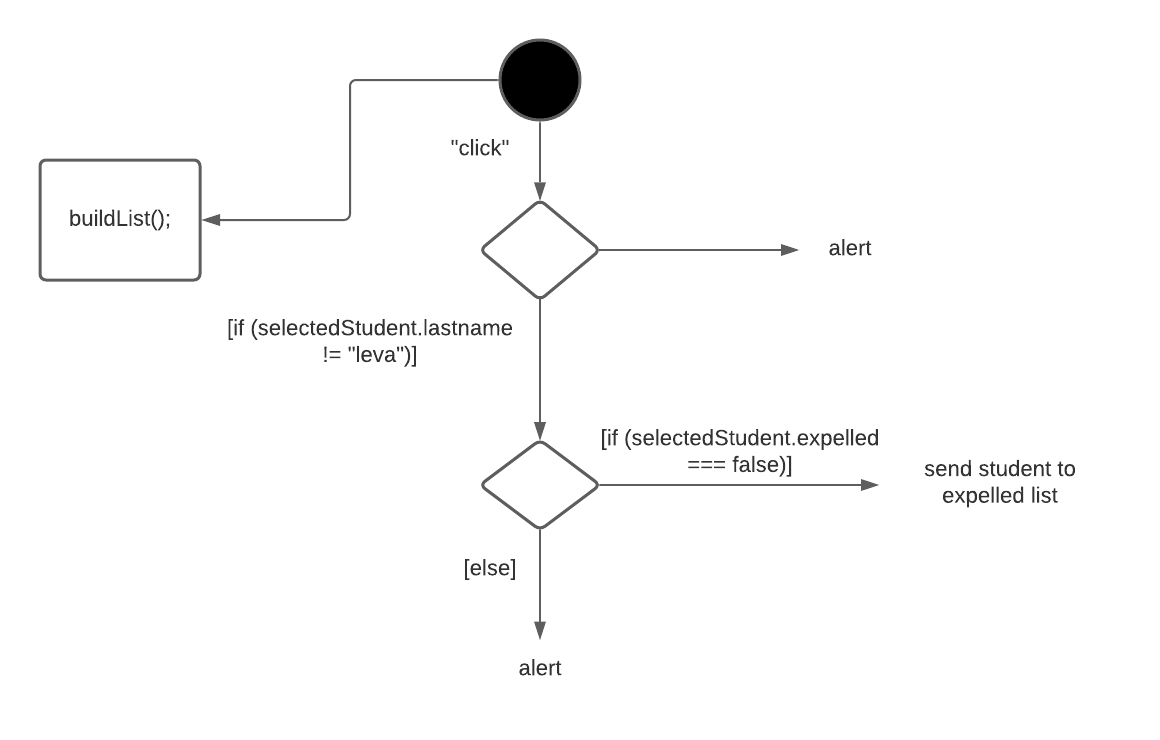 "click"
buildList();
alert
[if (selectedStudent.lastname
!= "leva")]
[if (selectedStudent.expelled
=== false)]
send student to
expelled list
[else]
alert